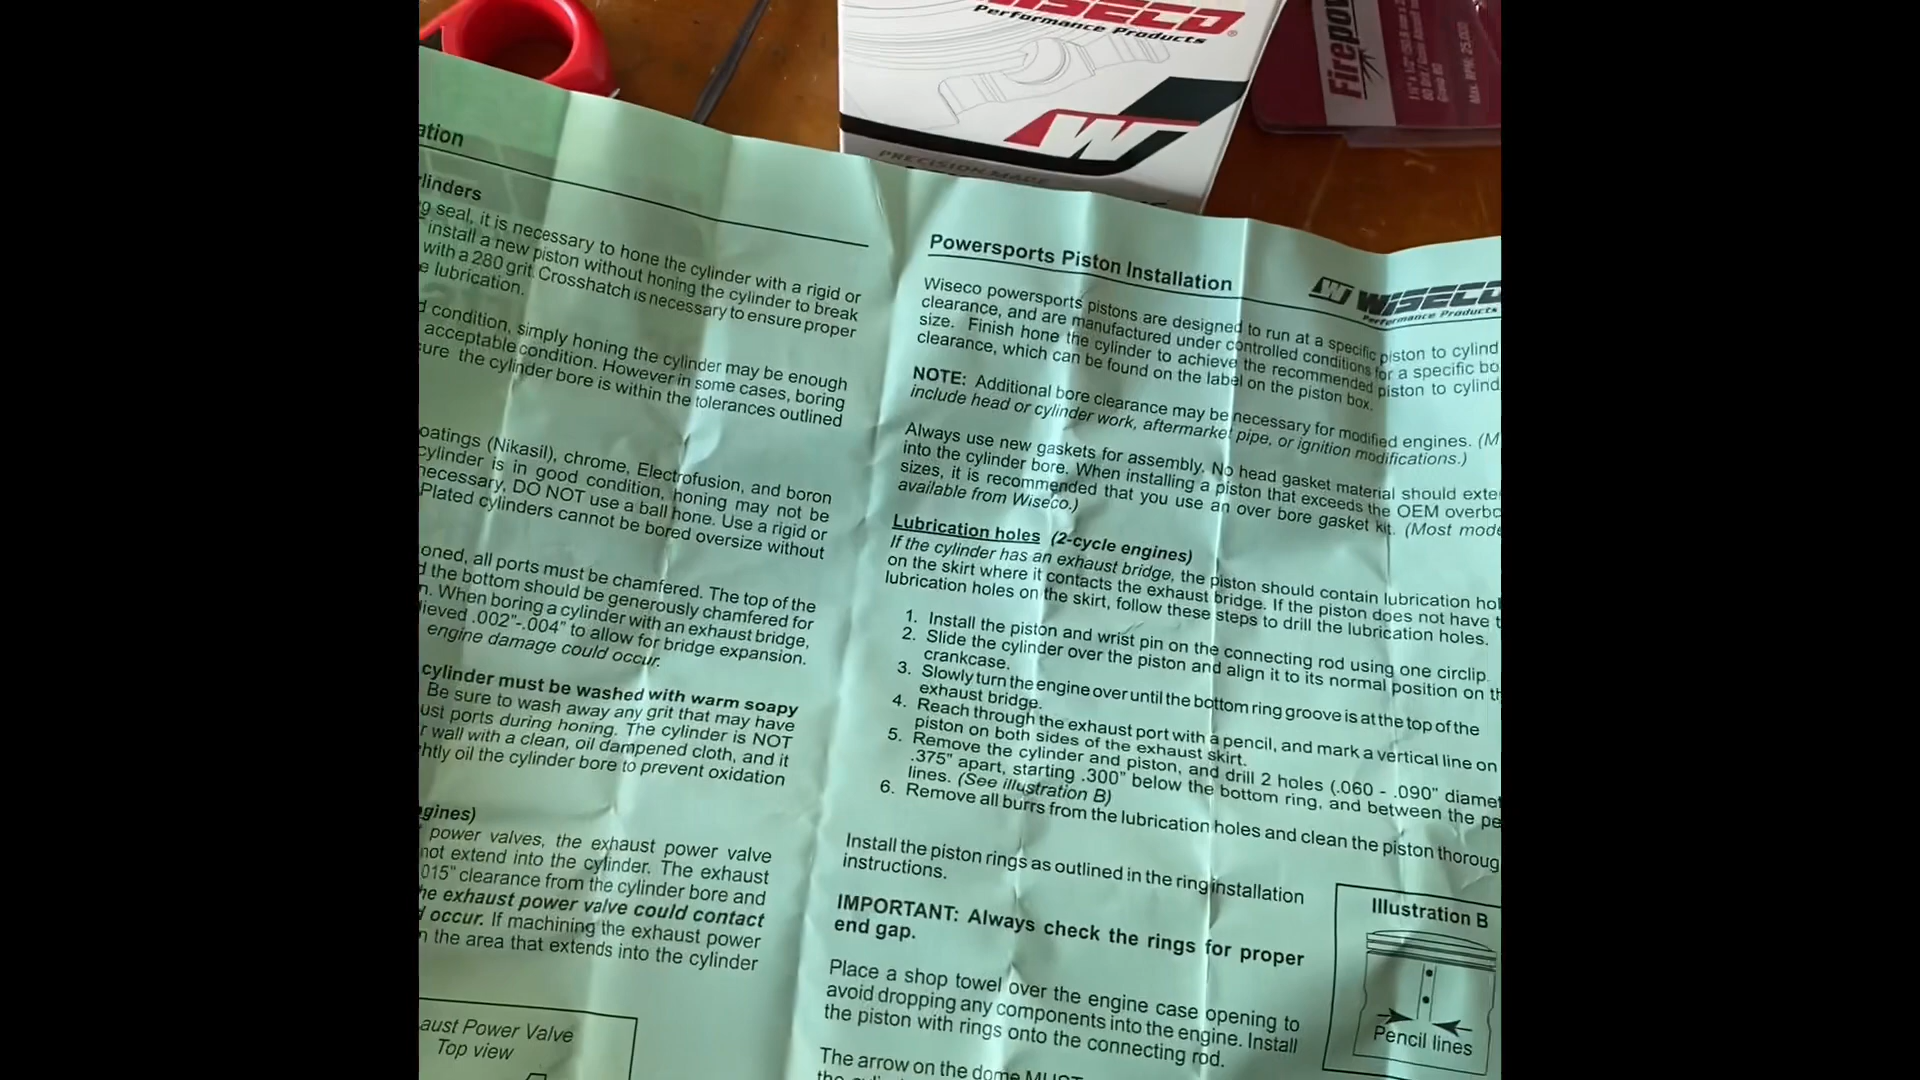 WISECO
Performance Products
PRECISION MADE
Firepow
Max. RPM: 25,000
ation
linders
g seal, it is necessary to hone the cylinder with a rigid or
install a new piston without honing the cylinder to break
with a 280 grit. Crosshatch is necessary to ensure proper
e lubrication.
d condition, simply honing the cylinder may be enough
acceptable condition. However in some cases, boring
sure the cylinder bore is within the tolerances outlined
oatings (Nikasil), chrome, Electrofusion, and boron
cylinder is in good condition, honing may not be
necessary, DO NOT use a ball hone. Use a rigid or
Plated cylinders cannot be bored oversize without
oned, all ports must be chamfered. The top of the
d the bottom should be generously chamfered for
n. When boring a cylinder with an exhaust bridge,
lieved .002"-.004" to allow for bridge expansion.
engine damage could occur.
cylinder must be washed with warm soapy
Be sure to wash away any grit that may have
ust ports during honing. The cylinder is NOT
r wall with a clean, oil dampened cloth, and it
htly oil the cylinder bore to prevent oxidation
gines)
power valves, the exhaust power valve
not extend into the cylinder. The exhaust
015" clearance from the cylinder bore and
he exhaust power valve could contact
d occur. If machining the exhaust power
n the area that extends into the cylinder
aust Power Valve
Top view
Powersports Piston Installation
W WISECO
Performance Products
Wiseco powersports pistons are designed to run at a specific piston to cylind
clearance, and are manufactured under controlled conditions for a specific bo
size. Finish hone the cylinder to achieve the recommended piston to cylind
clearance, which can be found on the label on the piston box.
NOTE: Additional bore clearance may be necessary for modified engines. (M
include head or cylinder work, aftermarket pipe, or ignition modifications.)
Always use new gaskets for assembly. No head gasket material should exte
into the cylinder bore. When installing a piston that exceeds the OEM overbo
sizes, it is recommended that you use an over bore gasket kit. (Most mode
available from Wiseco.)
Lubrication holes (2-cycle engines)
If the cylinder has an exhaust bridge, the piston should contain lubrication hol
on the skirt where it contacts the exhaust bridge. If the piston does not have t
lubrication holes on the skirt, follow these steps to drill the lubrication holes.
1. Install the piston and wrist pin on the connecting rod using one circlip.
2. Slide the cylinder over the piston and align it to its normal position on th
crankcase.
3. Slowly turn the engine over until the bottom ring groove is at the top of the
exhaust bridge.
4. Reach through the exhaust port with a pencil, and mark a vertical line on
piston on both sides of the exhaust skirt.
5. Remove the cylinder and piston, and drill 2 holes (.060 - .090" diamet
.375" apart, starting .300" below the bottom ring, and between the pe
lines. (See illustration B)
6. Remove all burrs from the lubrication holes and clean the piston thoroug
Install the piston rings as outlined in the ring installation
instructions.
IMPORTANT: Always check the rings for proper
end gap.
Place a shop towel over the engine case opening to
avoid dropping any components into the engine. Install
the piston with rings onto the connecting rod.
The arrow on the dome MUST
Illustration B
Pencil lines